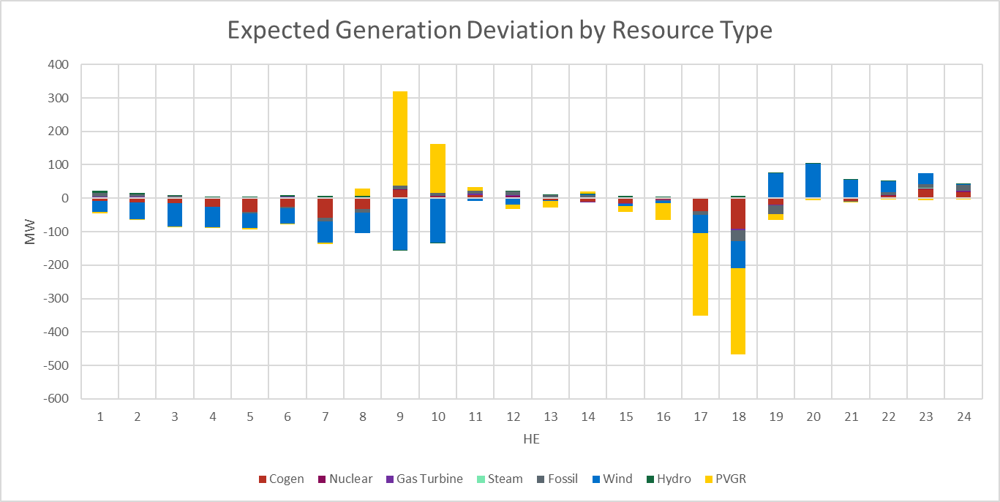 Expected Generation Deviation by Resource Type
400
300
200
100
0
-100
-200
-300
-400
-500
-600
MW
1 2 3 4 5 6 7 8 9 10 11 12 13 14 15 16 17 18 19 20 21 22 23 24
HE
Cogen Nuclear Gas Turbine Steam Fossil Wind Hydro PVGR